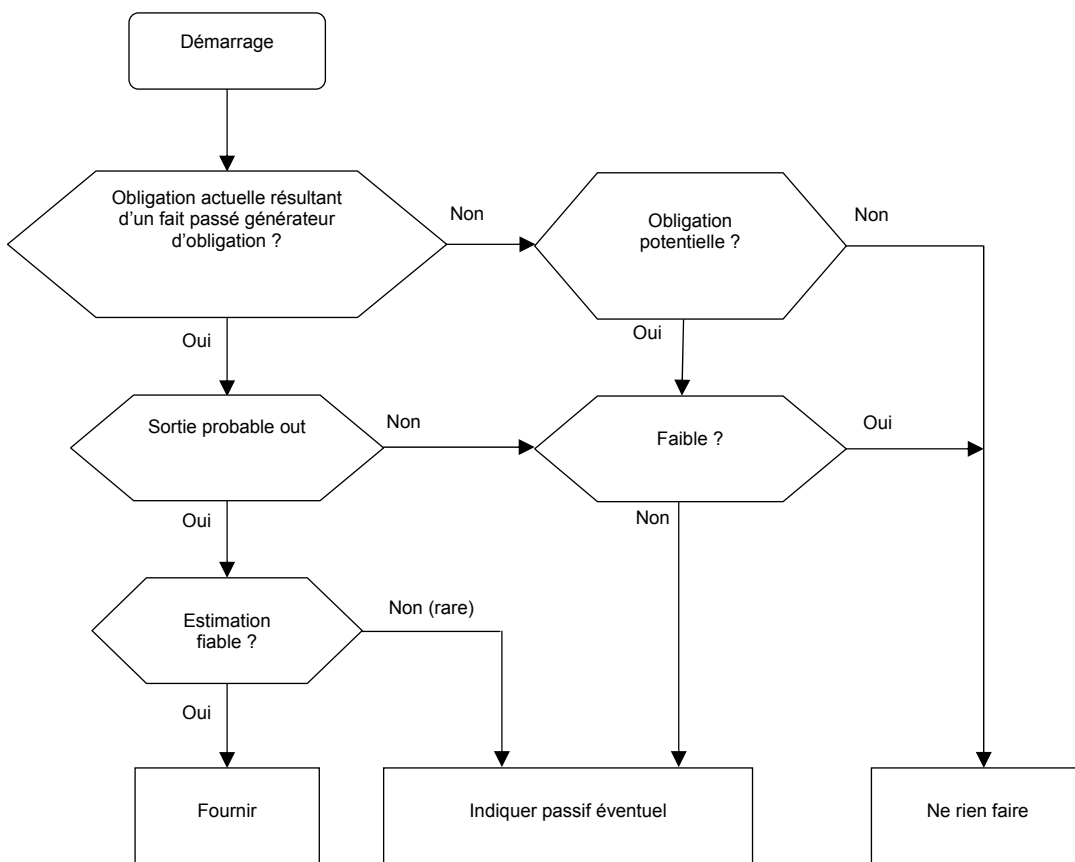 Démarrage
Obligation actuelle résultant
d'un fait passé générateur
d'obligation ?
Non
Obligation
potentielle ?
Non
Oui
Oui
Sortie probable out
Non
Faible ?
Oui
Oui
Non
Estimation
fiable ?
Non (rare)
Oui
Fournir
Indiquer passif éventuel
Ne rien faire